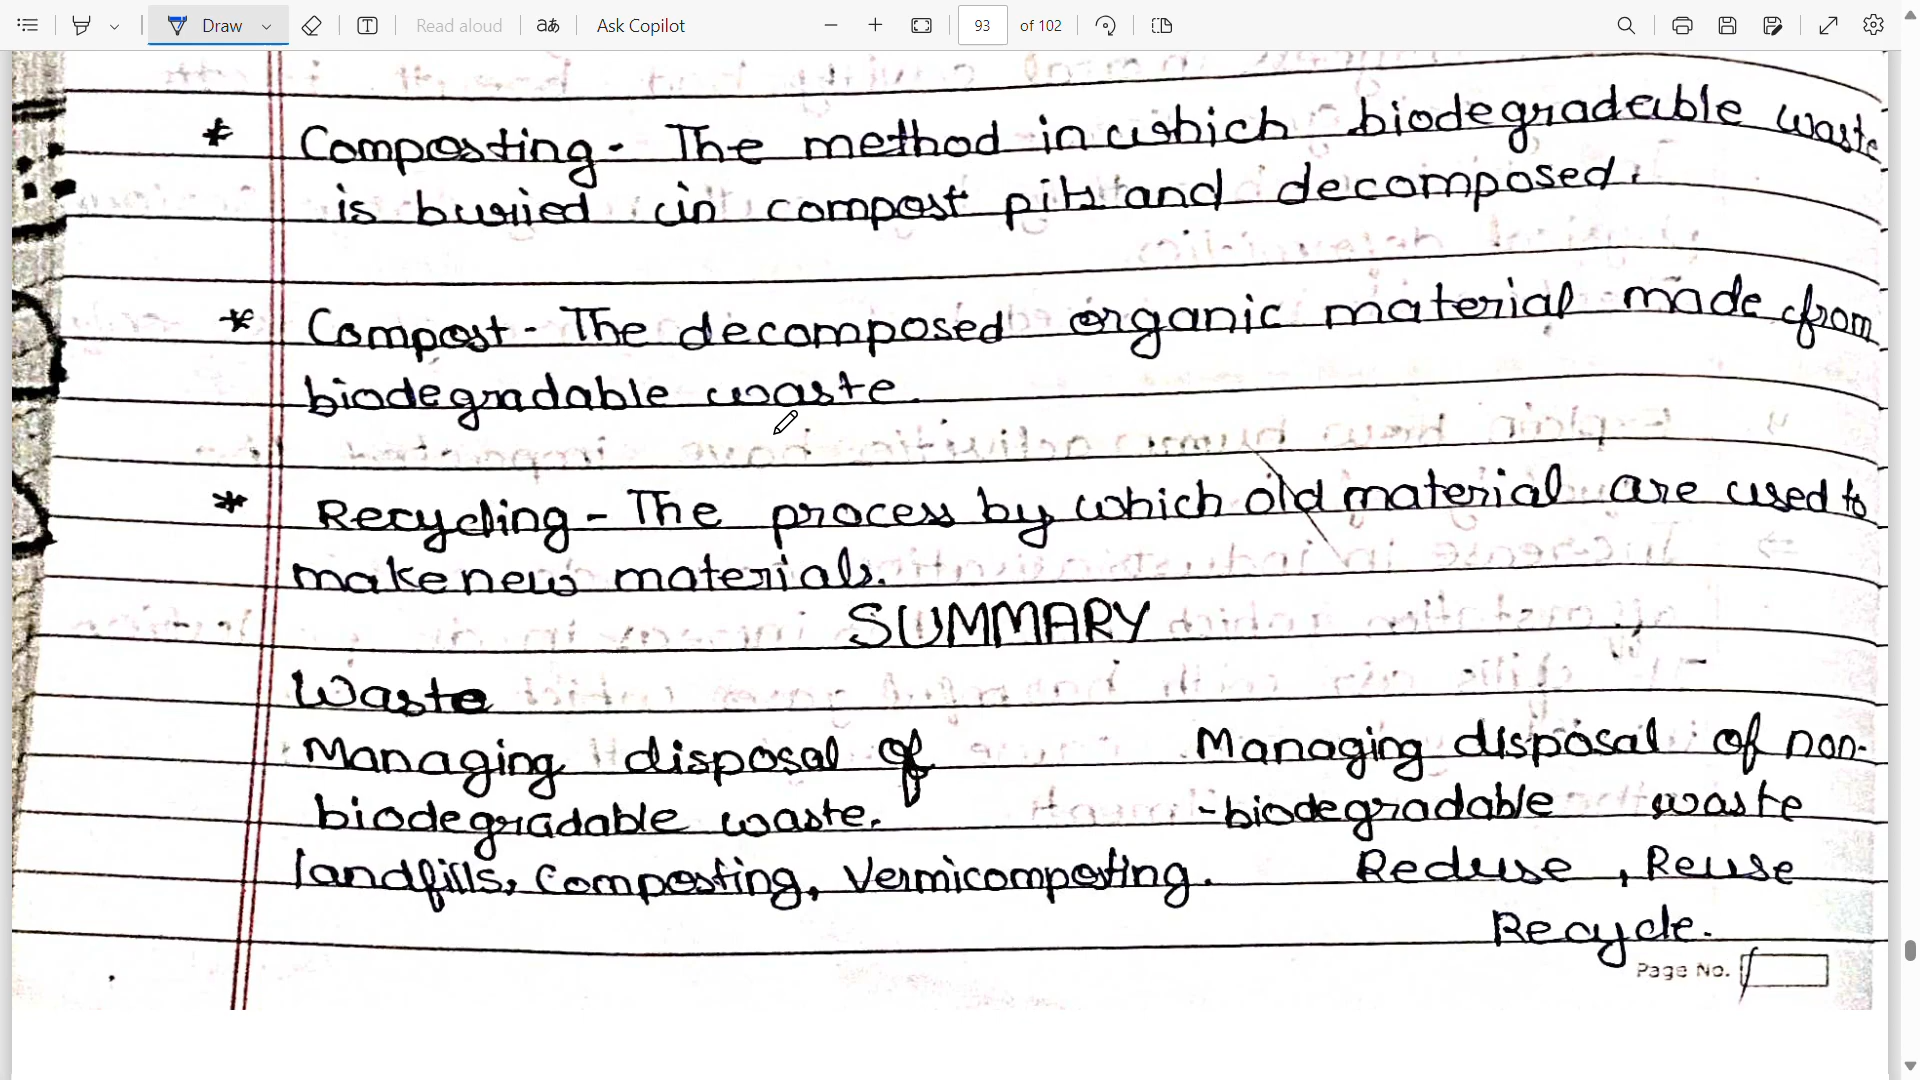 Draw
Read aloud
Ask Copilot
93 of 102
* Composting - The method in which biodegradeable waste
is buried in compost pits and decomposed.
* Compost - The decomposed organic material made from
biodegradable waste.
* Recycling - The process by which old material are used to
make new materials.
SUMMARY
Waste
Managing disposal of
biodegradable waste.
landfills, Composting, Vermicomposting.
Managing disposal of non-
-biodegradable waste
Reduse, Reuse
Recycle.
Page No.